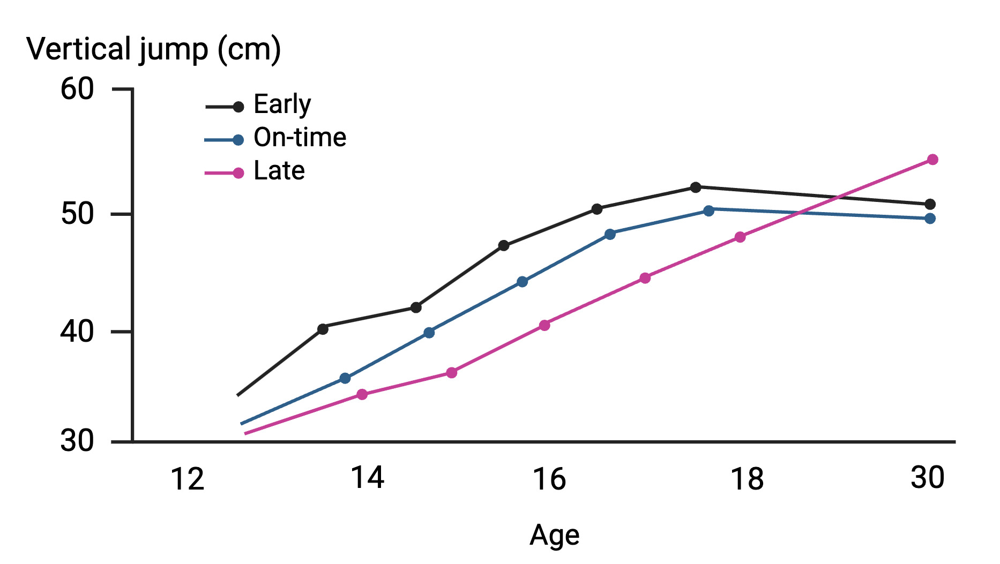 Vertical jump (cm)
60
Early
On-time
Late
50
40
30
12 14 16 18 30
Age